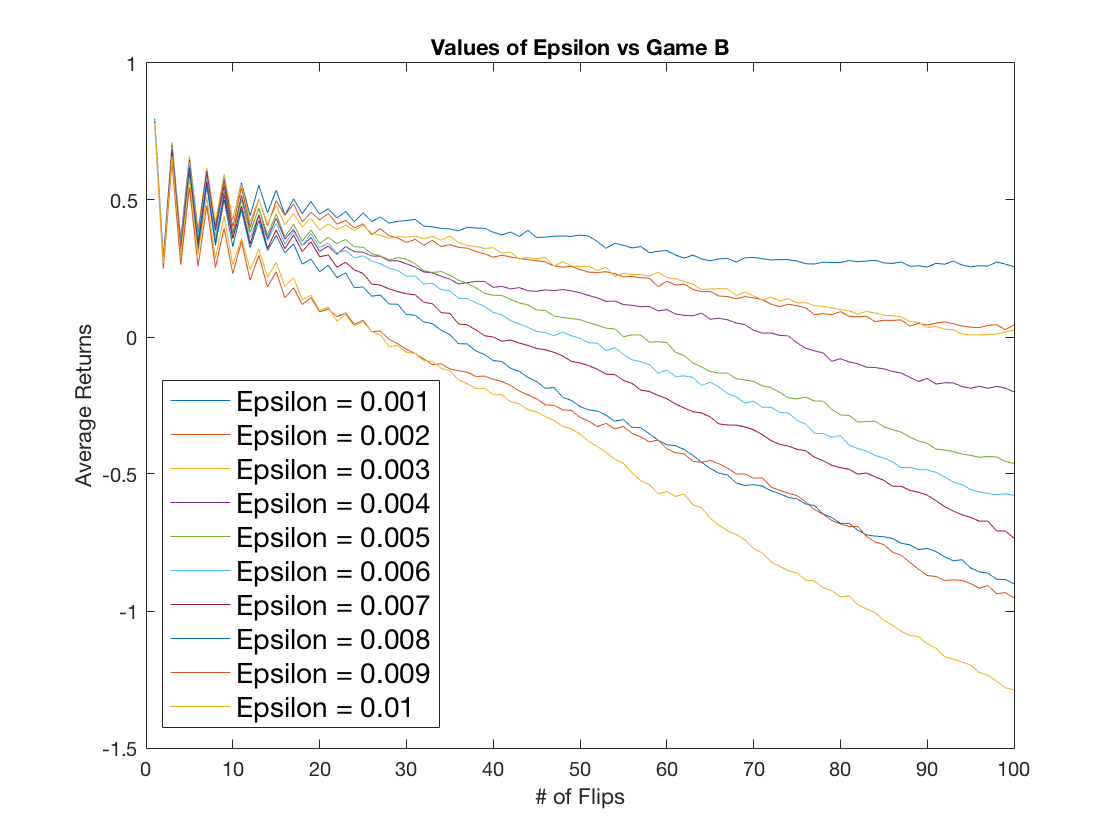 Values of Epsilon vs Game B
1
0.5
0
-0.5
-1
-1.5
Average Returns
Epsilon = 0.001
Epsilon = 0.002
Epsilon = 0.003
Epsilon = 0.004
Epsilon = 0.005
Epsilon = 0.006
Epsilon = 0.007
Epsilon = 0.008
Epsilon = 0.009
Epsilon = 0.01
0 10 20 30 40 50 60 70 80 90 100
# of Flips